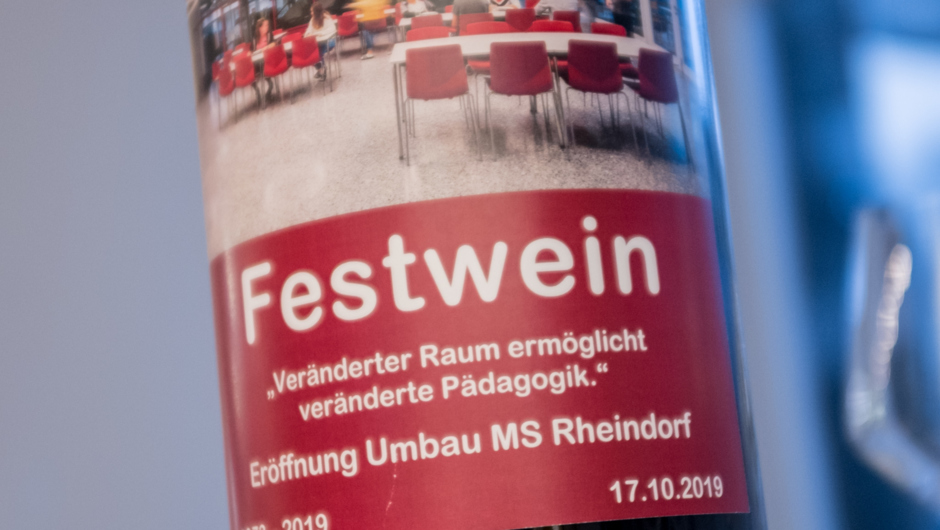 Festwein
„Veränderter Raum ermöglicht
veränderte Pädagogik.“
Eröffnung Umbau MS Rheindorf
17.10.2019
- 2019